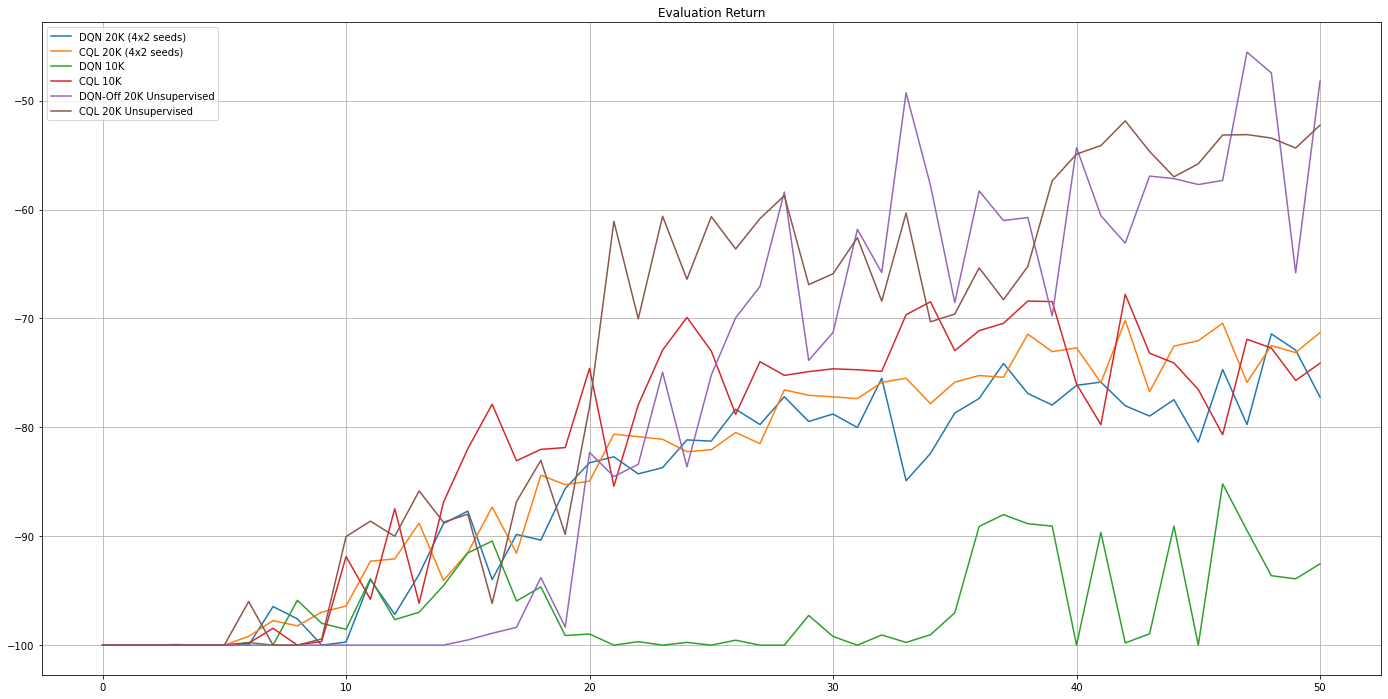 Evaluation Return
DQN 20K (4x2 seeds)
CQL 20K (4x2 seeds)
DQN 10K
CQL 10K
DQN-Off 20K Unsupervised
CQL 20K Unsupervised
−50
−60
−70
−80
−90
−100
0 10 20 30 40 50